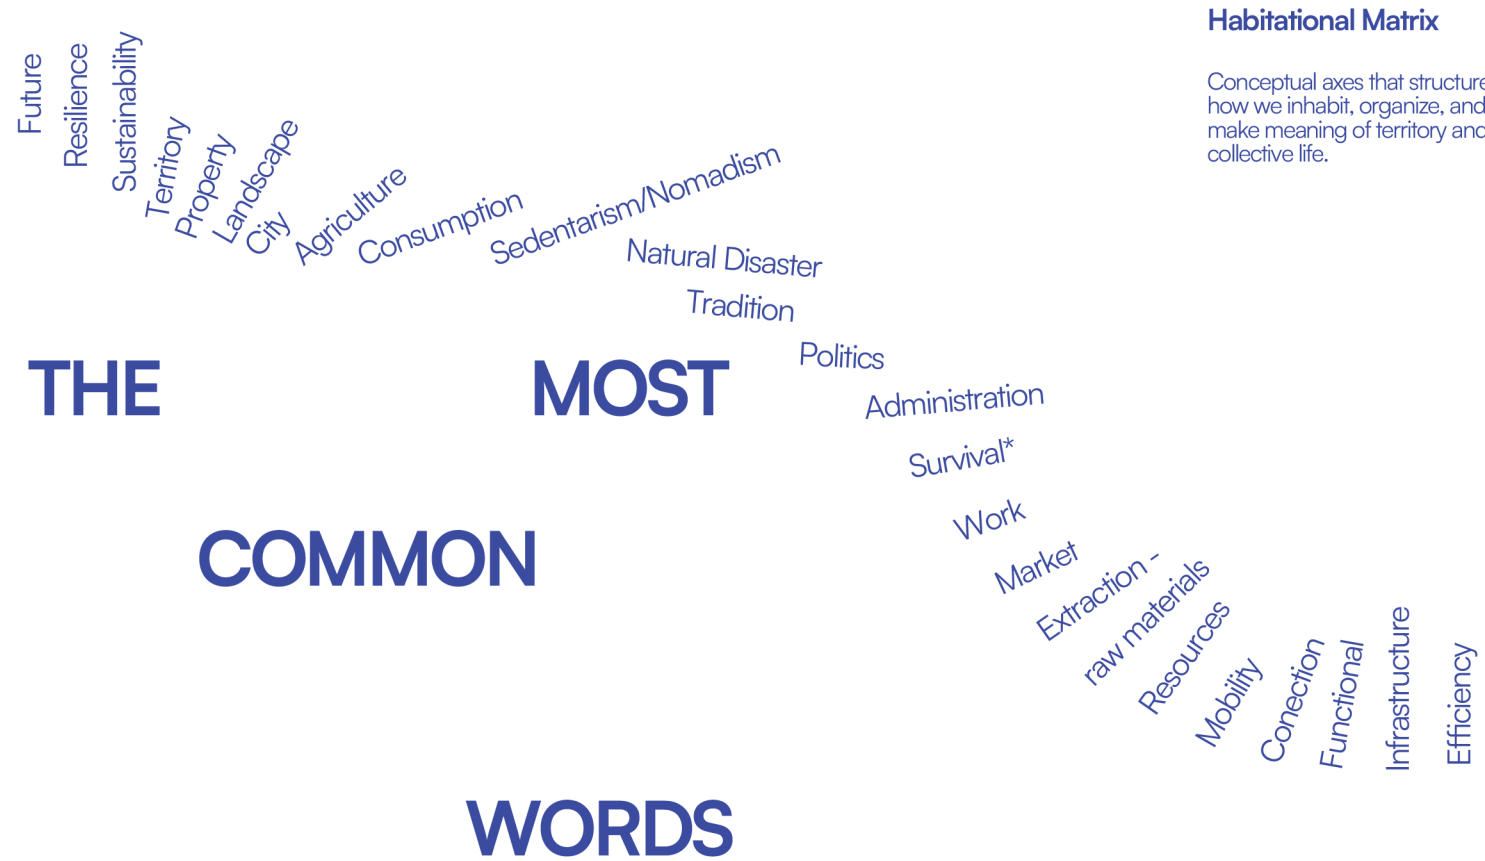 Habitational Matrix
Conceptual axes that structure
how we inhabit, organize, and
make meaning of territory and
collective life.
Future
Resilience
Sustainability
Territory
Property
Landscape
City
Agriculture
Consumption
Sedentarism/Nomadism
Natural Disaster
Tradition
Politics
Administration
Survival*
Work
Market
Extraction -
raw materials
Resources
Mobility
Conection
Functional
Infrastructure
Efficiency
THE
MOST
COMMON
WORDS